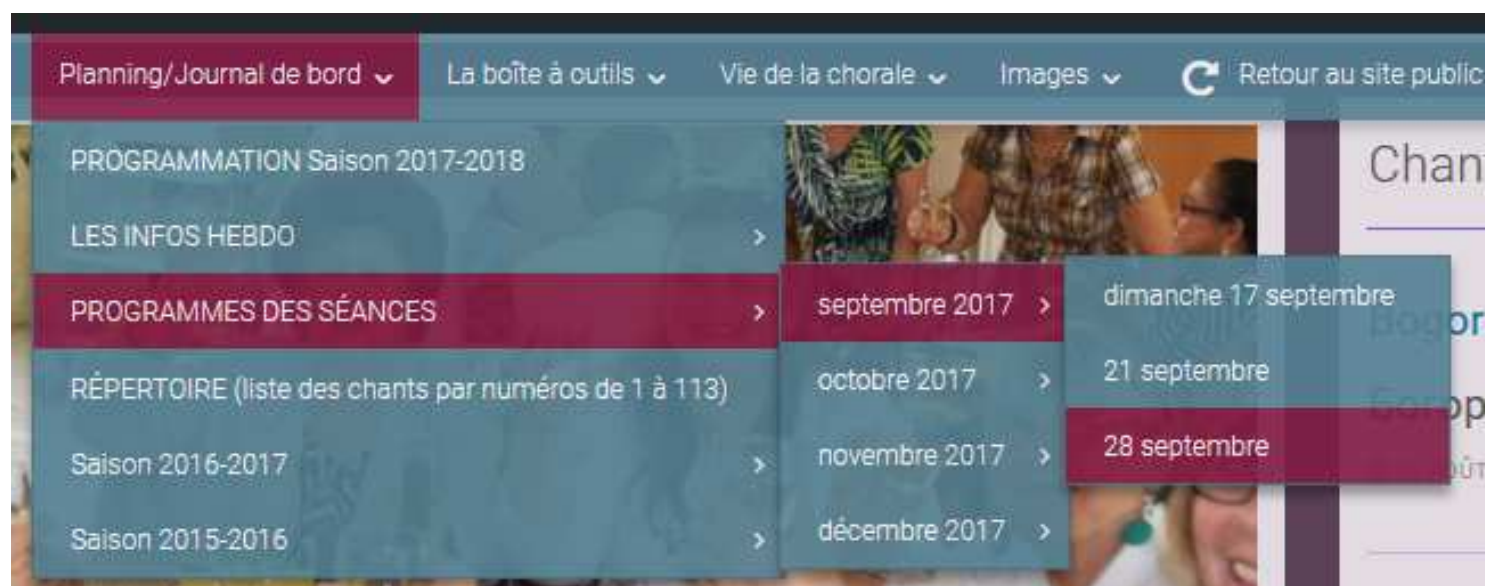 Planning/Journal de bord La boîte à outils Vie de la chorale Images Retour au site public
PROGRAMMATION Saison 2017-2018
LES INFOS HEBDO
PROGRAMMES DES SÉANCES
RÉPERTOIRE (liste des chants par numéros de 1 à 113)
Saison 2016-2017
Saison 2015-2016
septembre 2017
octobre 2017
novembre 2017
décembre 2017
dimanche 17 septembre
21 septembre
28 septembre
Chan